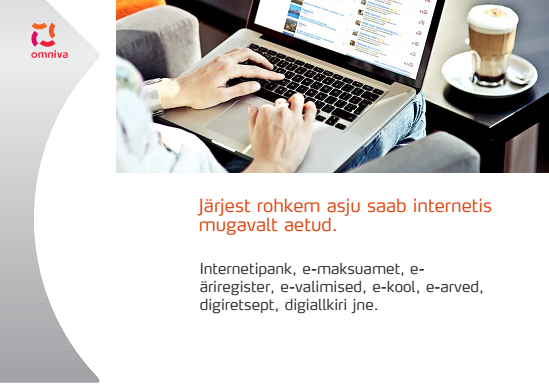 omniva
Järjest rohkem asju saab internetis
mugavalt aetud.
Internetipank, e-maksuamet, e-
äriregister, e-valimised, e-kool, e-arved,
digiretsept, digiallkiri jne.